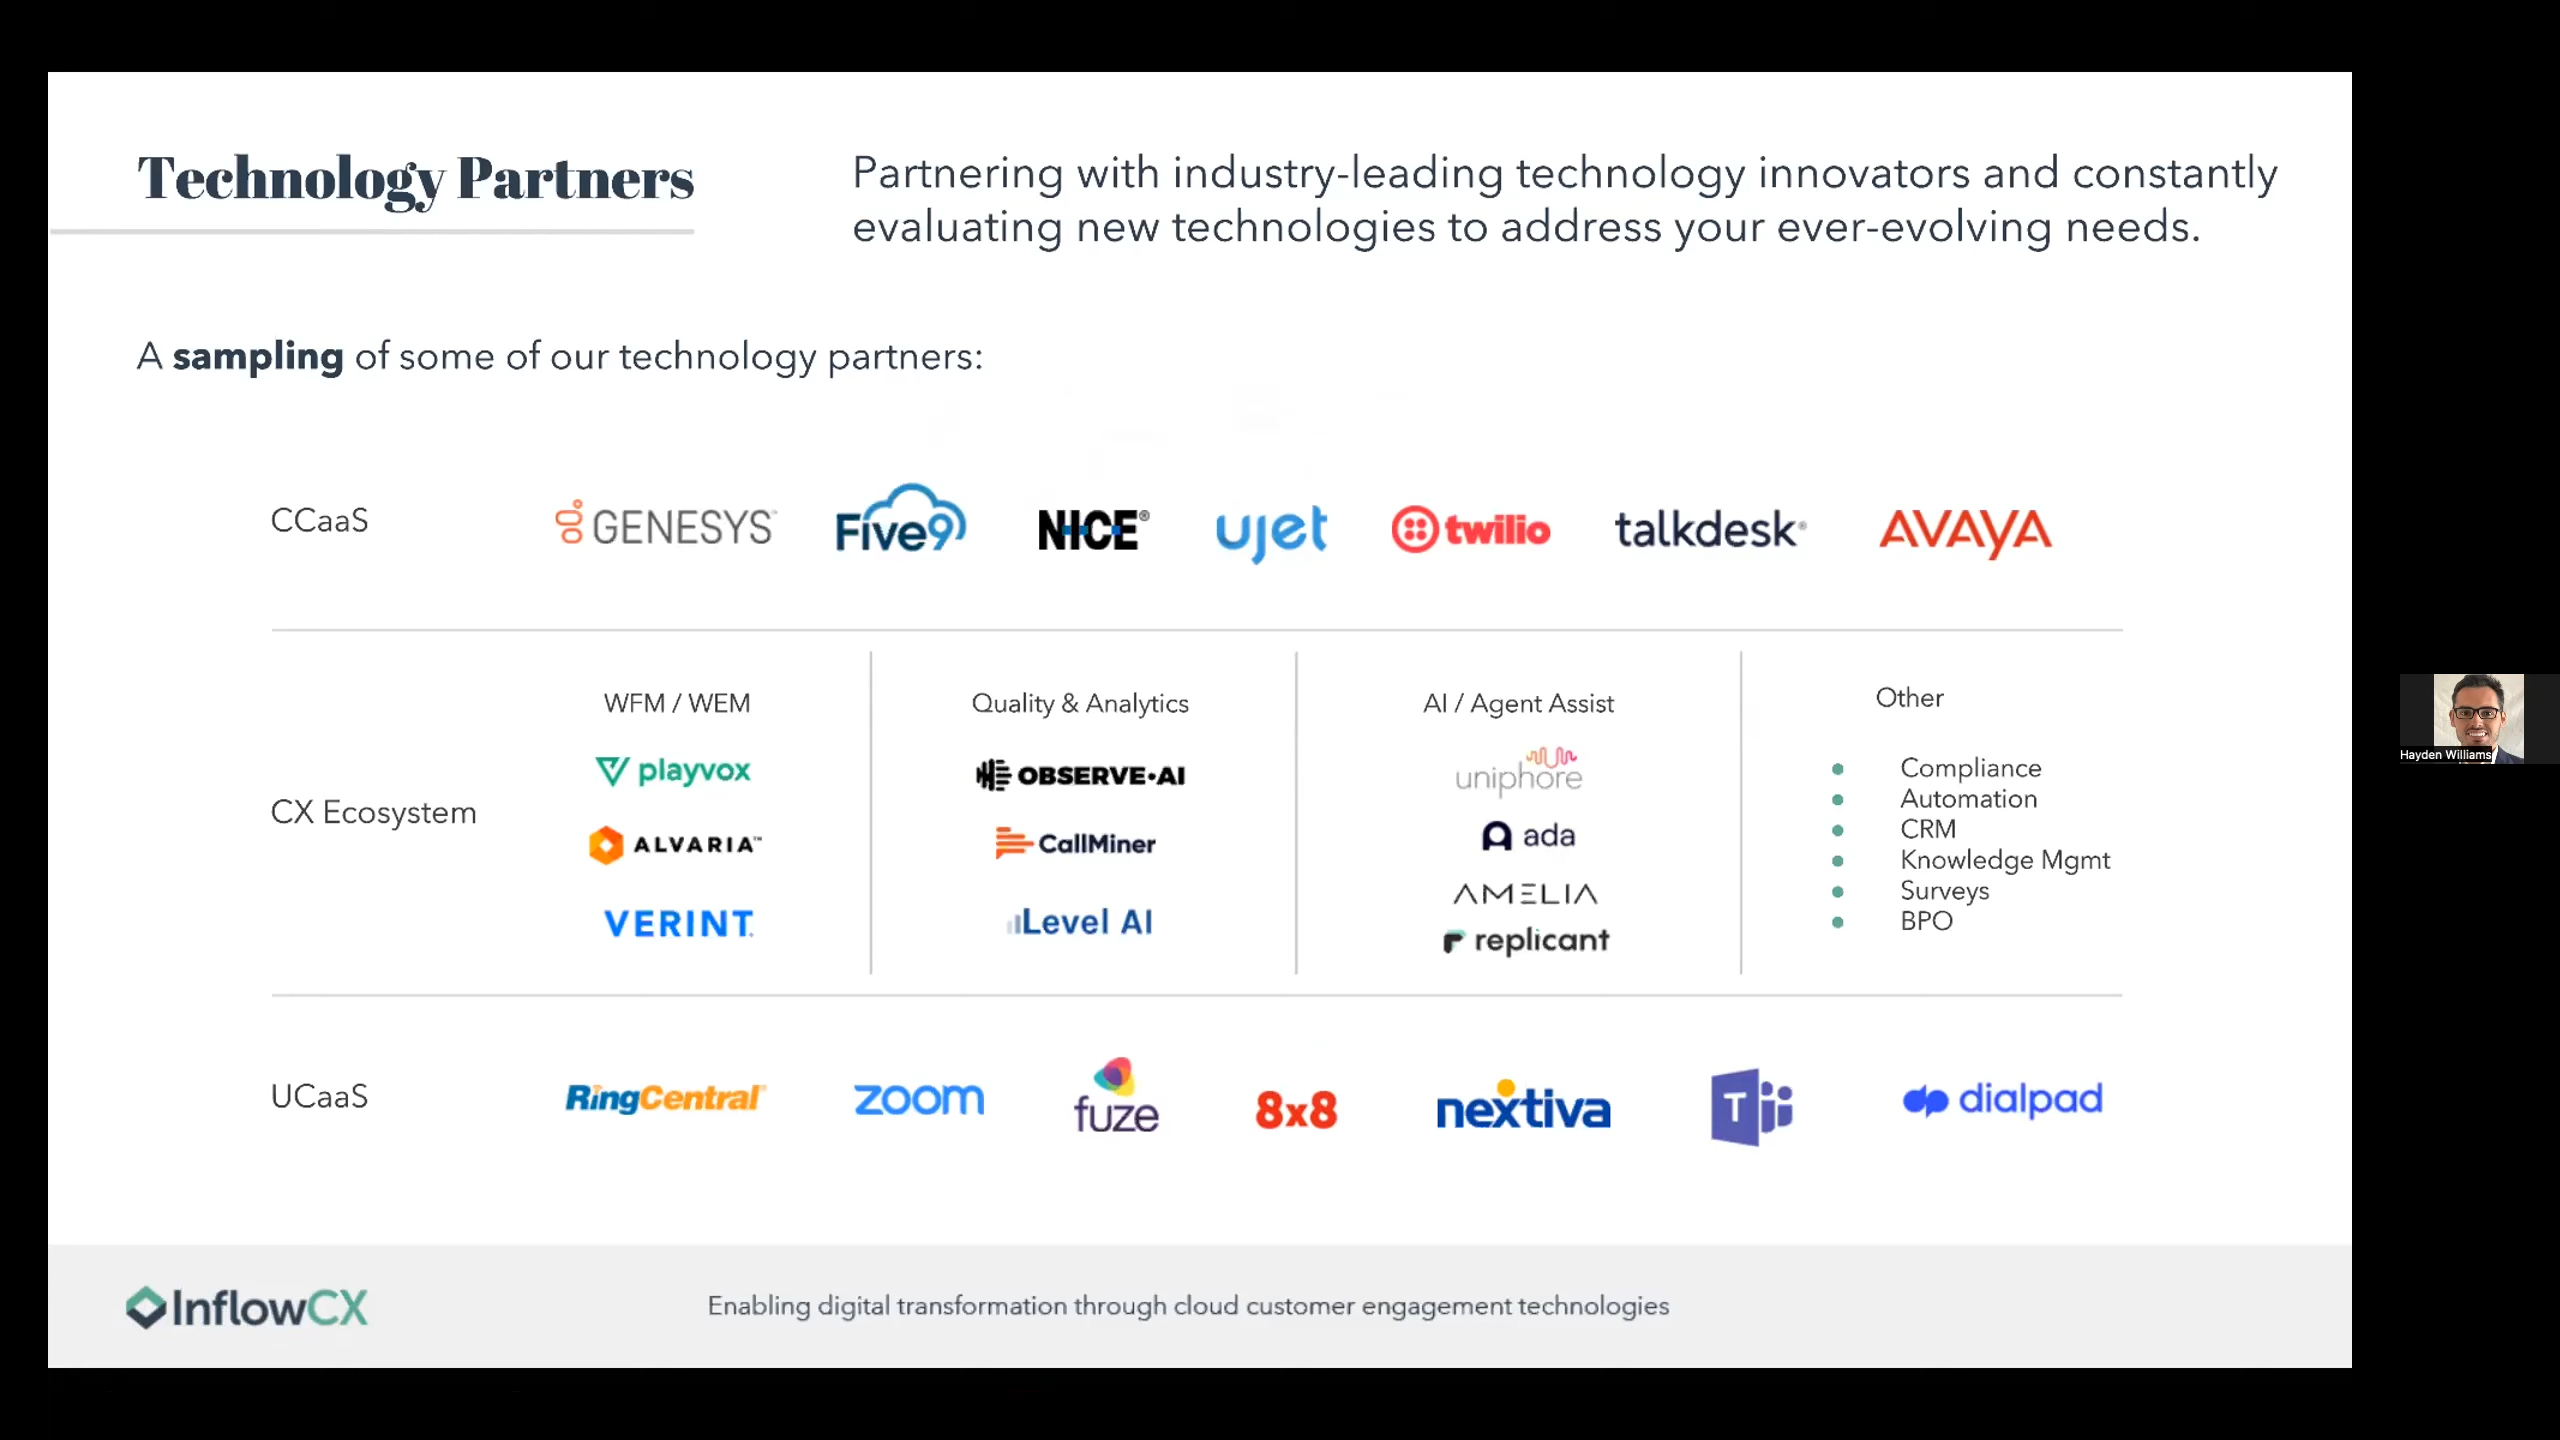 Technology Partners
Partnering with industry-leading technology innovators and constantly
evaluating new technologies to address your ever-evolving needs.
A sampling of some of our technology partners:
CCaaS
GENESYS™
Five9
NICE®
ujet
twilio
talkdesk®
AVAYA
CX Ecosystem
WFM / WEM
playvox
ALVARIA™
VERINT.
Quality & Analytics
OBSERVE•AI
CallMiner
Level AI
AI / Agent Assist
uniphore
ada
AMELIA
replicant
Other
Compliance
Automation
CRM
Knowledge Mgmt
Surveys
BPO
UCaaS
RingCentral
zoom
fuze
8x8
nextiva
T
dialpad
InflowCX
Enabling digital transformation through cloud customer engagement technologies
Hayden Williams